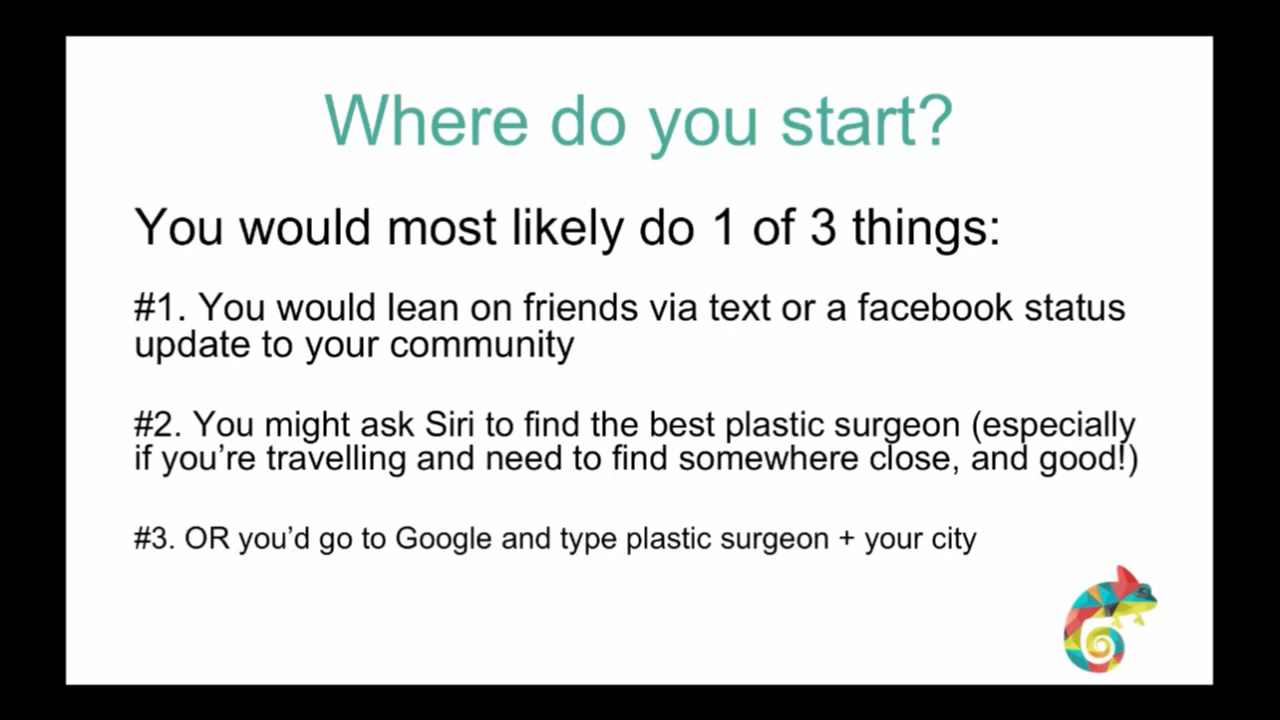 Where do you start?
You would most likely do 1 of 3 things:
#1. You would lean on friends via text or a facebook status
update to your community
#2. You might ask Siri to find the best plastic surgeon (especially
if you’re travelling and need to find somewhere close, and good!)
#3. OR you’d go to Google and type plastic surgeon + your city